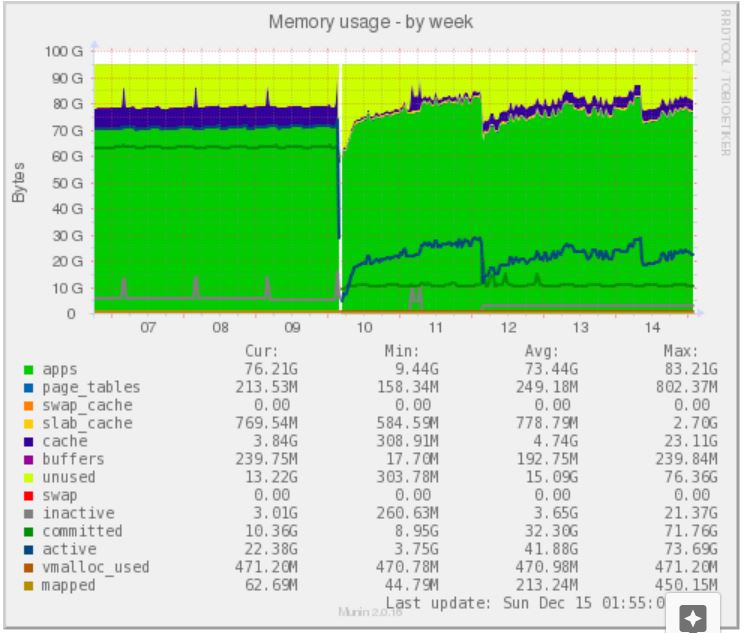 Memory usage - by week
RRDTOOL / TOBI OETIKER
Bytes
100 G
90 G
80 G
70 G
60 G
50 G
40 G
30 G
20 G
10 G
0
07 08 09 10 11 12 13 14
Cur: Min: Avg: Max:
apps 76.21G 9.44G 73.44G 83.21G
page_tables 213.53M 158.34M 249.18M 802.37M
swap_cache 0.00 0.00 0.00 0.00
slab_cache 769.54M 584.59M 778.79M 2.70G
cache 3.84G 308.91M 4.74G 23.11G
buffers 239.75M 17.70M 192.75M 239.84M
unused 13.22G 303.78M 15.09G 76.36G
swap 0.00 0.00 0.00 0.00
inactive 3.01G 260.63M 3.65G 21.37G
committed 10.36G 8.95G 32.30G 71.76G
active 22.38G 3.75G 41.88G 73.69G
vmalloc_used 471.20M 470.78M 470.98M 471.20M
mapped 62.69M 44.79M 213.24M 450.15M
Last update: Sun Dec 15 01:55:0
Munin